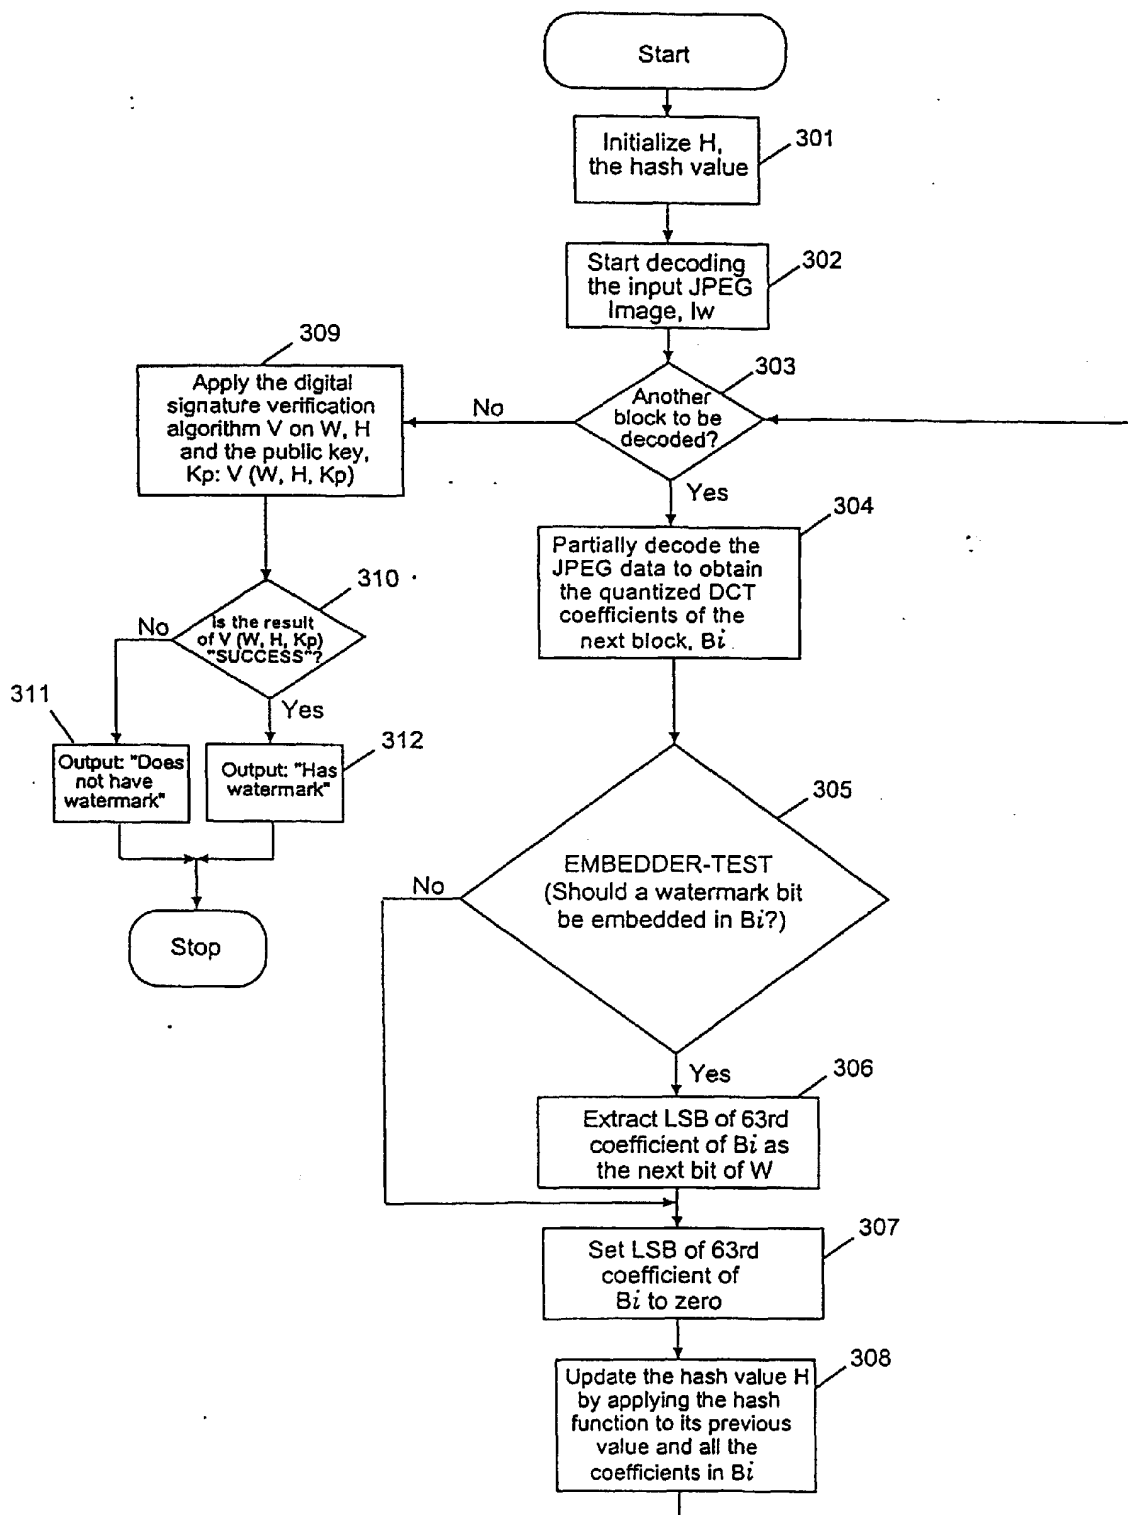 Start
Initialize H,
the hash value
301
Start decoding
the input JPEG
Image, Iw
302
303
Another
block to be
decoded?
No
Yes
309
Apply the digital
signature verification
algorithm V on W, H
and the public key,
Kp: V (W, H, Kp)
310
Is the result
of V (W, H, Kp)
"SUCCESS"?
No
Yes
311
Output: "Does
not have
watermark"
312
Output: "Has
watermark"
Stop
304
Partially decode the
JPEG data to obtain
the quantized DCT
coefficients of the
next block, Bi
305
EMBEDDER-TEST
(Should a watermark bit
be embedded in Bi?)
No
Yes
306
Extract LSB of 63rd
coefficient of Bi as
the next bit of W
307
Set LSB of 63rd
coefficient of
Bi to zero
308
Update the hash value H
by applying the hash
function to its previous
value and all the
coefficients in Bi